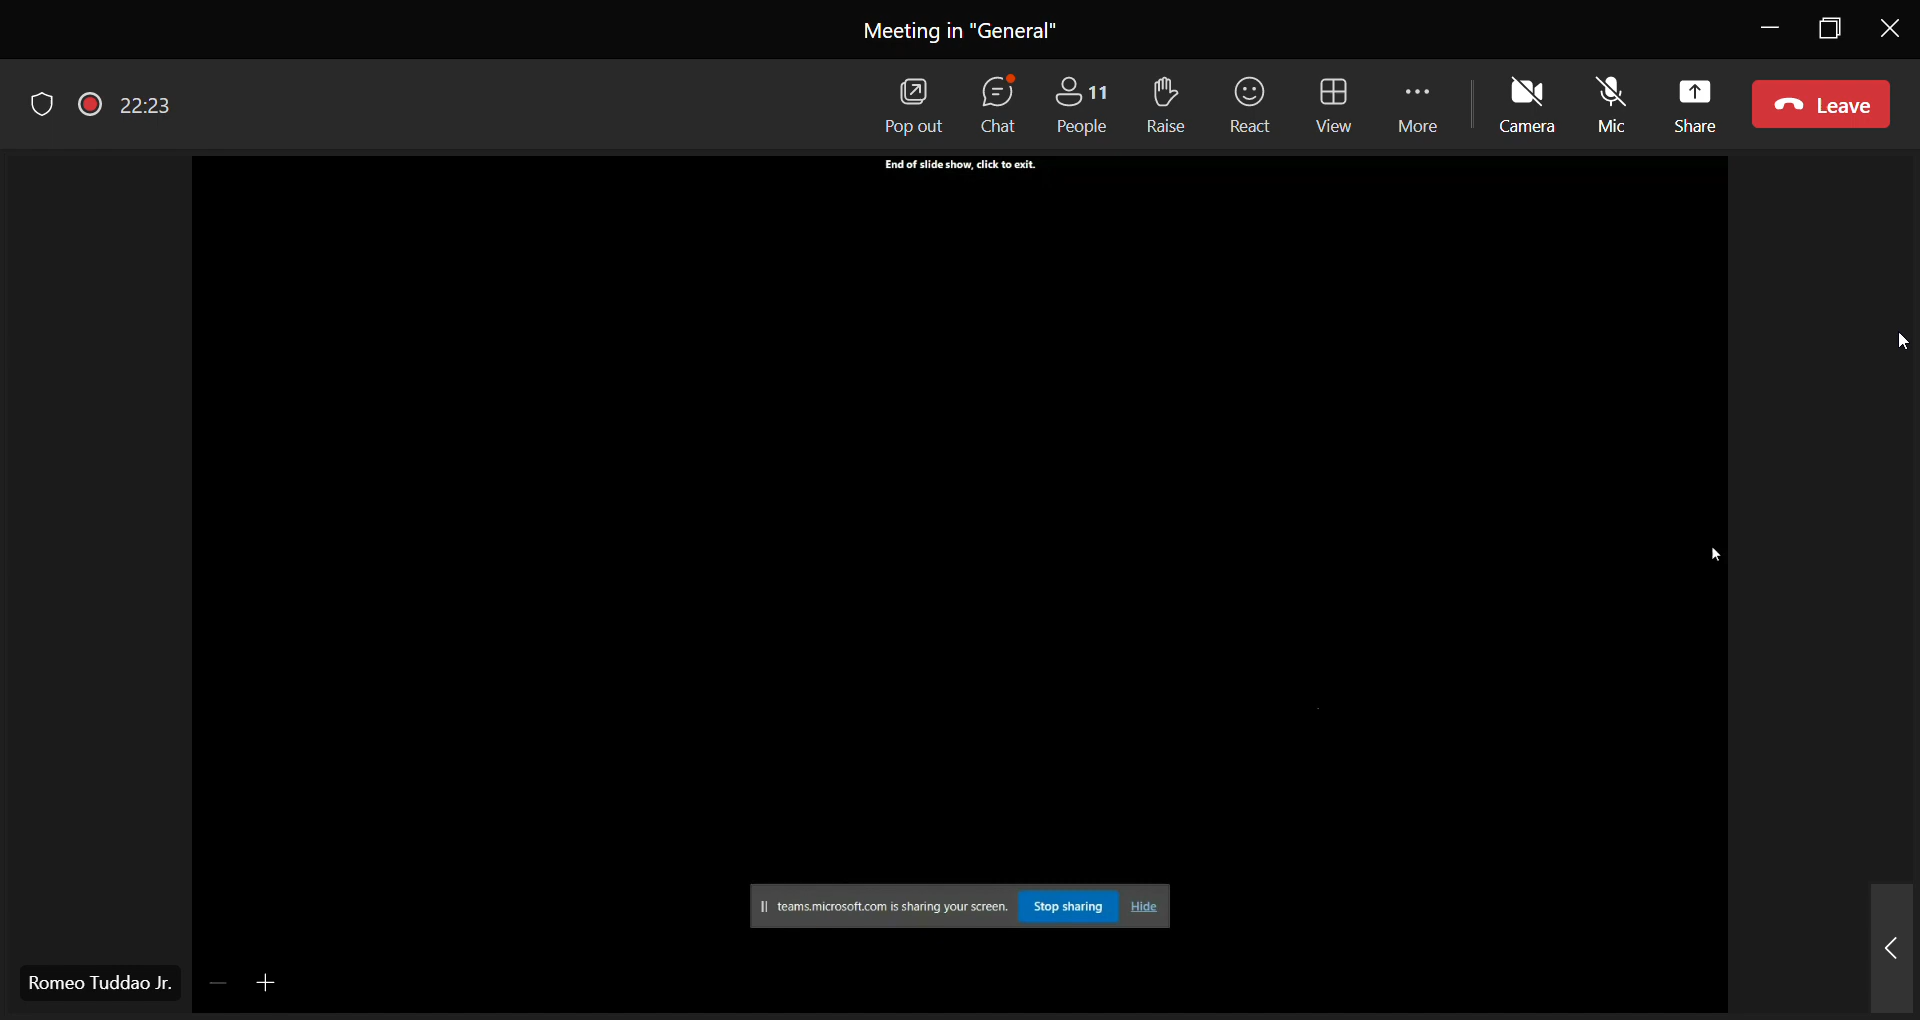 Meeting in "General"
22:23
Pop out
Chat
11
People
Raise
React
View
More
Camera
Mic
Share
Leave
End of slide show, click to exit.
teams.microsoft.com is sharing your screen. Stop sharing Hide
Romeo Tuddao Jr.